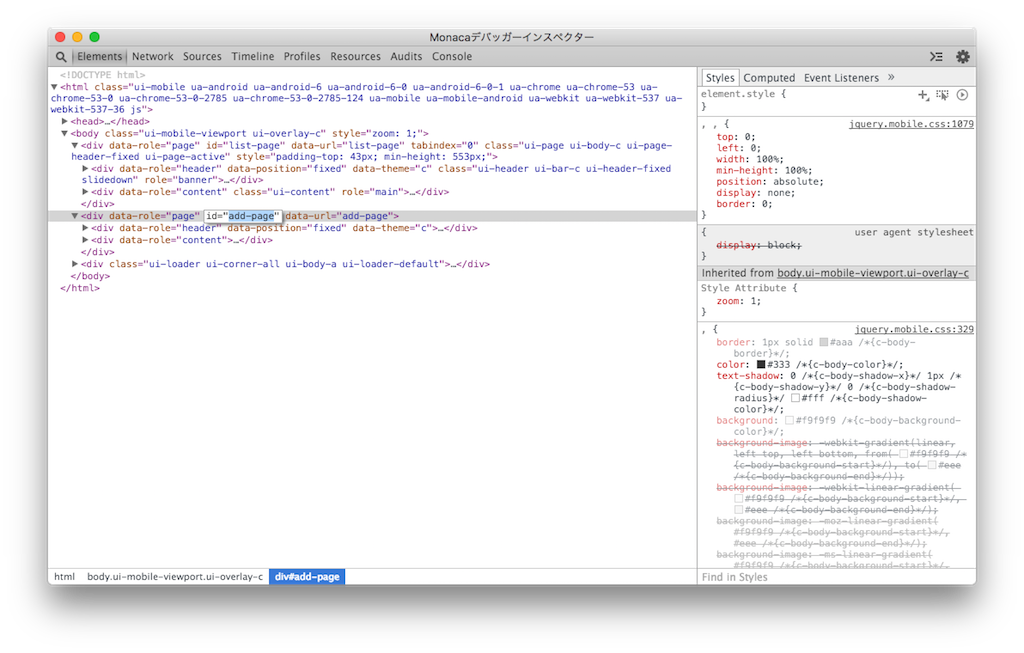 Monacaデバッガーインスペクター
Elements Network Sources Timeline Profiles Resources Audits Console
<!DOCTYPE html>
▼<html class="ui-mobile ua-android ua-android-6 ua-android-6-0 ua-android-6-0-1 ua-chrome ua-chrome-53 ua-
chrome-53-0 ua-chrome-53-0-2785 ua-chrome-53-0-2785-124 ua-mobile ua-mobile-android ua-webkit ua-webkit-537 ua-
webkit-537-36 js">
▶<head>…</head>
▼<body class="ui-mobile-viewport ui-overlay-c" style="zoom: 1;">
▼<div data-role="page" id="list-page" data-url="list-page" tabindex="0" class="ui-page ui-body-c ui-page-
header-fixed ui-page-active" style="padding-top: 43px; min-height: 553px;">
▶<div data-role="header" data-position="fixed" data-theme="c" class="ui-header ui-bar-c ui-header-fixed
slidedown" role="banner">…</div>
▶<div data-role="content" class="ui-content" role="main">…</div>
</div>
▼<div data-role="page" id="add-page" data-url="add-page">
▶<div data-role="header" data-position="fixed" data-theme="c">…</div>
▶<div data-role="content">…</div>
</div>
▶<div class="ui-loader ui-corner-all ui-body-a ui-loader-default">…</div>
</body>
</html>
html body.ui-mobile-viewport.ui-overlay-c div#add-page
Styles Computed Event Listeners »
element.style {
}
, , { jquery.mobile.css:1079
top: 0;
left: 0;
width: 100%;
min-height: 100%;
position: absolute;
display: none;
border: 0;
}
{ user agent stylesheet
display: block;
}
Inherited from body.ui-mobile-viewport.ui-overlay-c
Style Attribute {
zoom: 1;
}
, { jquery.mobile.css:329
border: 1px solid #aaa /*{c-body-
border}*/;
color: #333 /*{c-body-color}*/;
text-shadow: 0 /*{c-body-shadow-x}*/ 1px /*
{c-body-shadow-y}*/ 0 /*{c-body-shadow-
radius}*/ #fff /*{c-body-shadow-
color}*/;
background: #f9f9f9 /*{c-body-background-
color}*/;
background-image: -webkit-gradient(linear,
left top, left bottom, from( #f9f9f9 /*
{c-body-background-start}*/), to( #eee
/*{c-body-background-end}*/));
background-image: -webkit-linear-gradient(
#f9f9f9 /*{c-body-background-start}*/,
#eee /*{c-body-background-end}*/);
background-image: -moz-linear-gradient(
#f9f9f9 /*{c-body-background-start}*/,
#eee /*{c-body-background-end}*/);
background-image: -ms-linear-gradient(
#f9f9f9 /*{c-body-background-start}*/,
Find in Styles